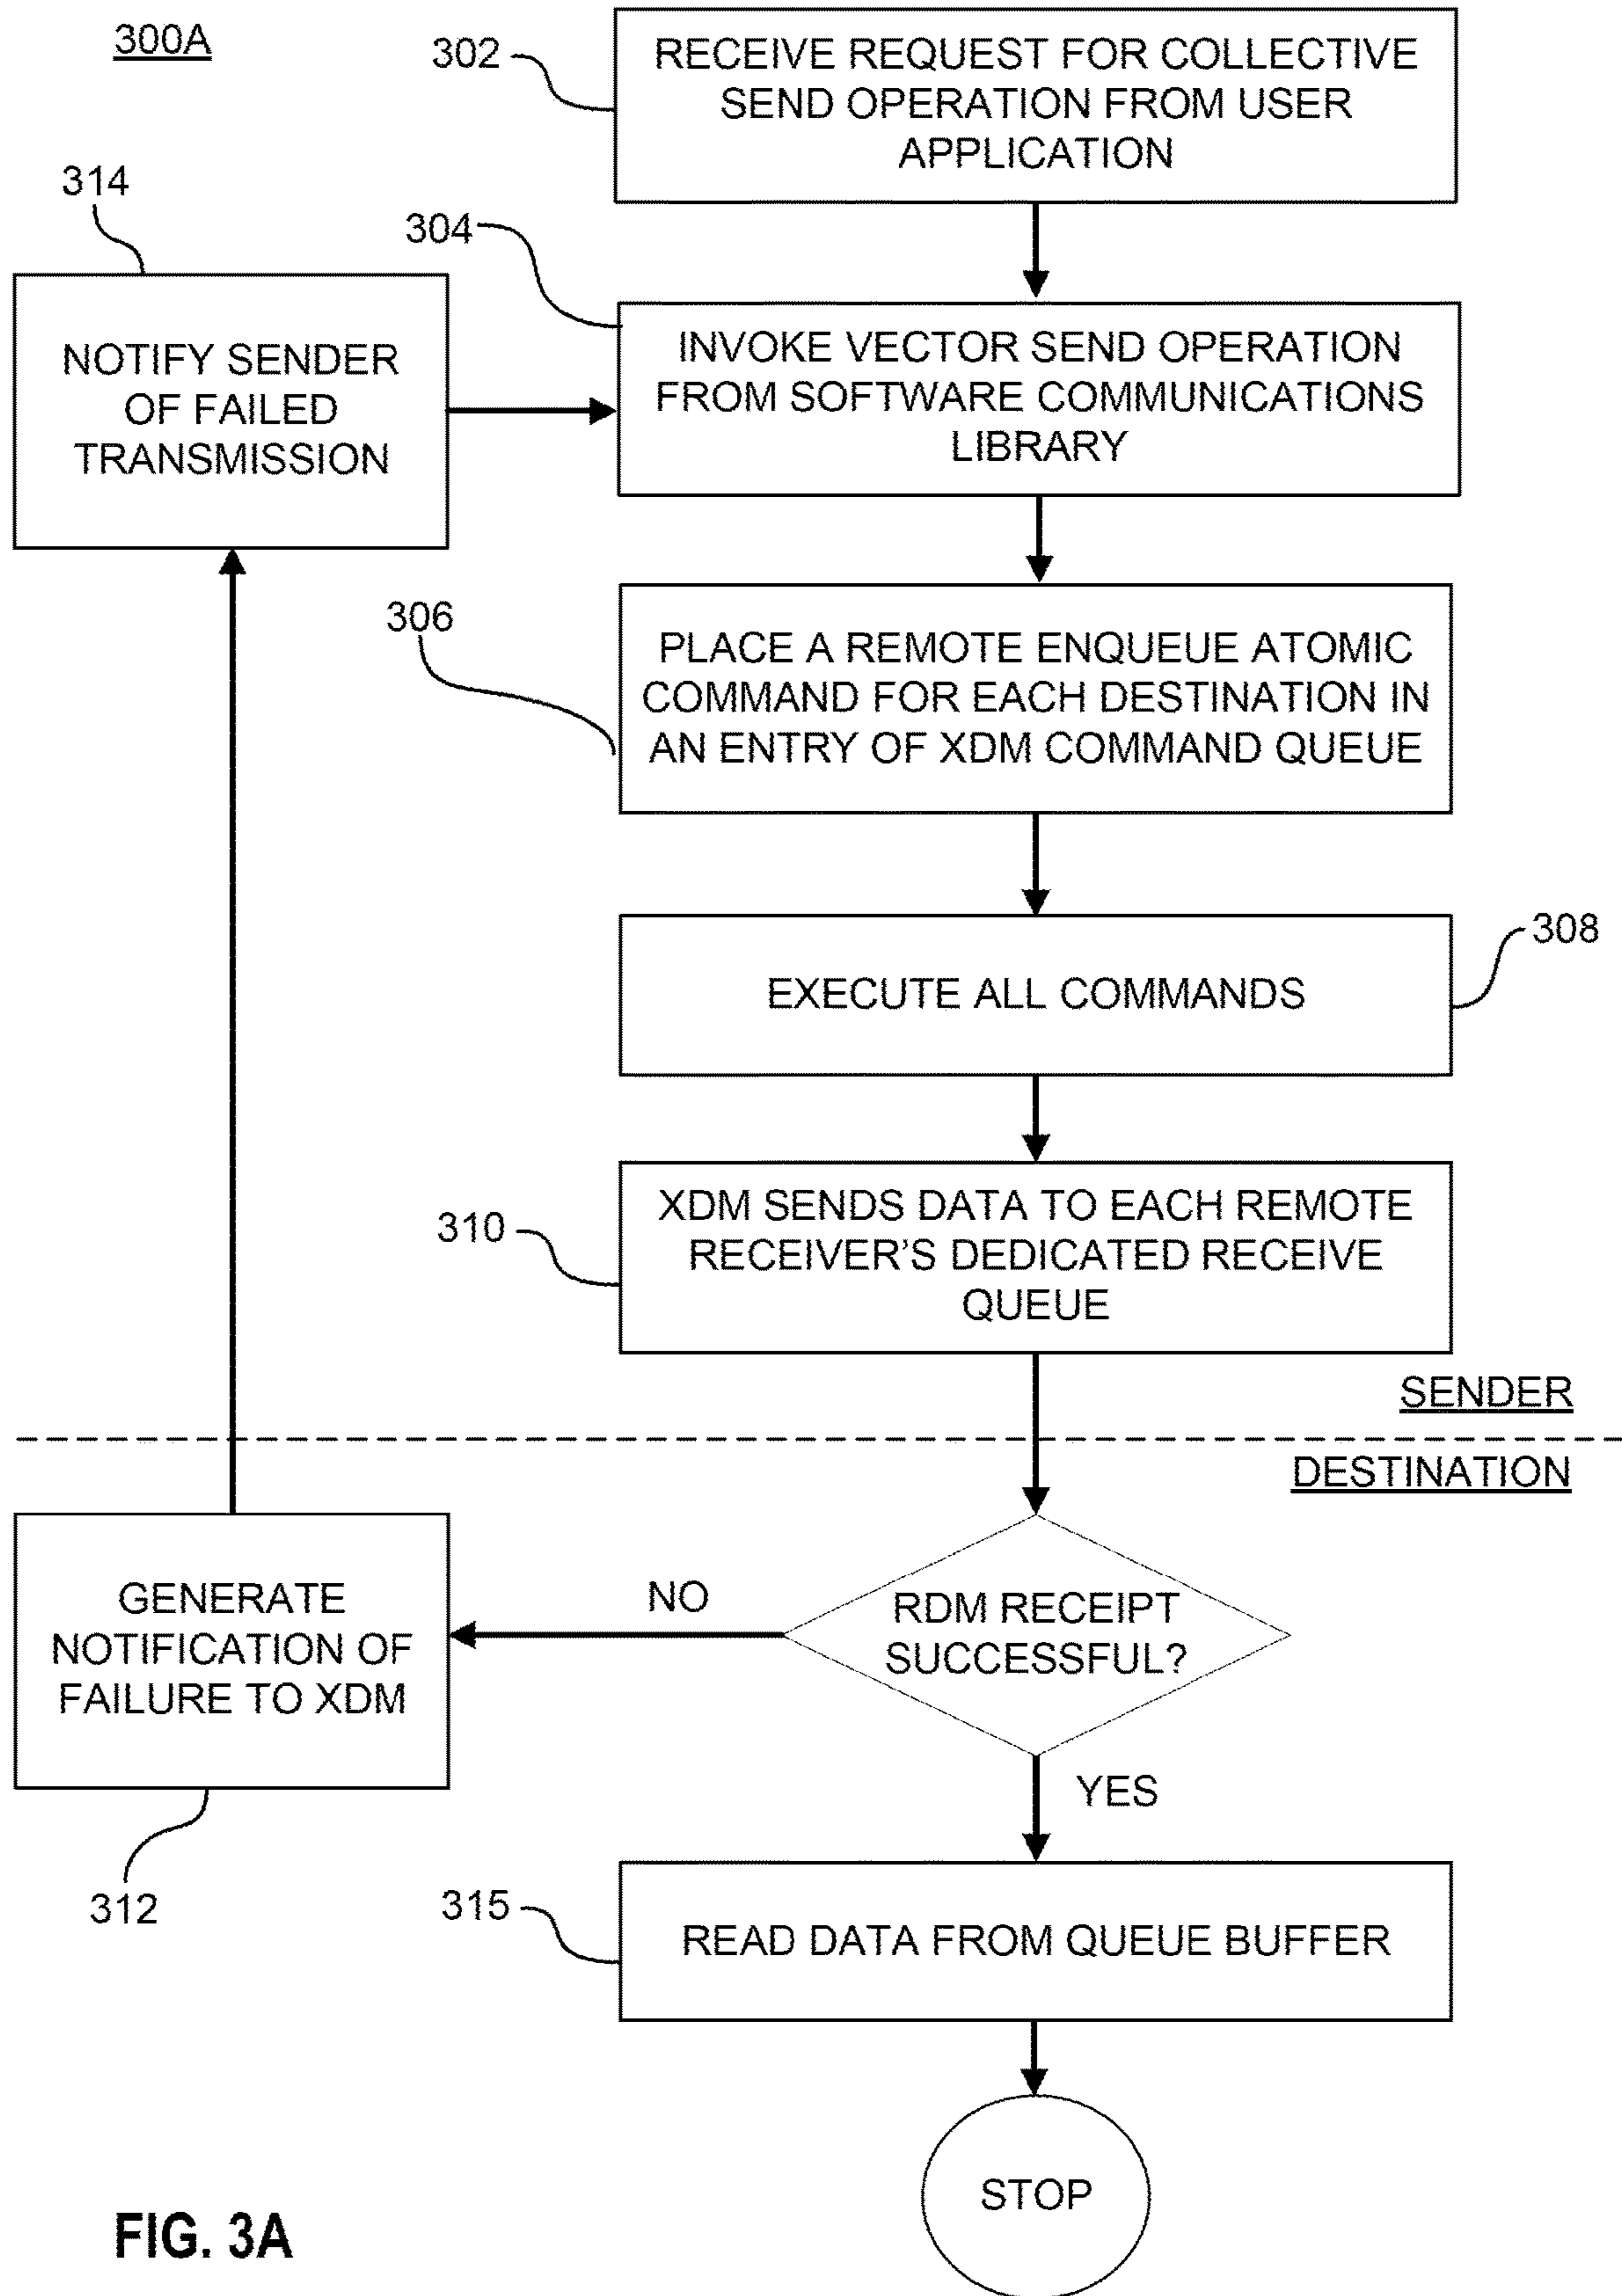 300A
302
RECEIVE REQUEST FOR COLLECTIVE
SEND OPERATION FROM USER
APPLICATION
314
304
NOTIFY SENDER
OF FAILED
TRANSMISSION
INVOKE VECTOR SEND OPERATION
FROM SOFTWARE COMMUNICATIONS
LIBRARY
306
PLACE A REMOTE ENQUEUE ATOMIC
COMMAND FOR EACH DESTINATION IN
AN ENTRY OF XDM COMMAND QUEUE
308
EXECUTE ALL COMMANDS
310
XDM SENDS DATA TO EACH REMOTE
RECEIVER'S DEDICATED RECEIVE
QUEUE
SENDER
DESTINATION
GENERATE
NOTIFICATION OF
FAILURE TO XDM
NO
RDM RECEIPT
SUCCESSFUL?
YES
312
315
READ DATA FROM QUEUE BUFFER
STOP
FIG. 3A